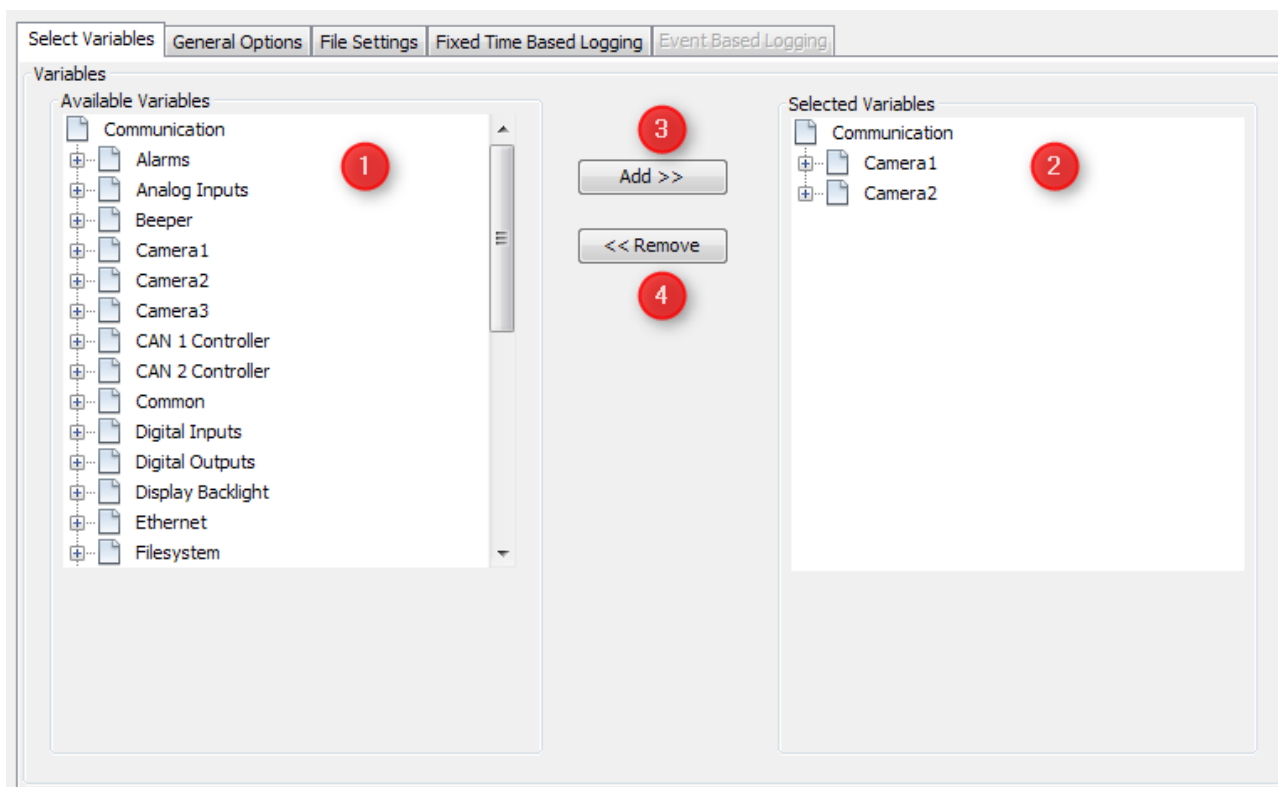 Select Variables General Options File Settings Fixed Time Based Logging Event Based Logging
Variables
Available Variables
Communication
Alarms
Analog Inputs
Beeper
Camera1
Camera2
Camera3
CAN 1 Controller
CAN 2 Controller
Common
Digital Inputs
Digital Outputs
Display Backlight
Ethernet
Filesystem
1
3
Add >>
<< Remove
4
Selected Variables
Communication
Camera1
Camera2
2